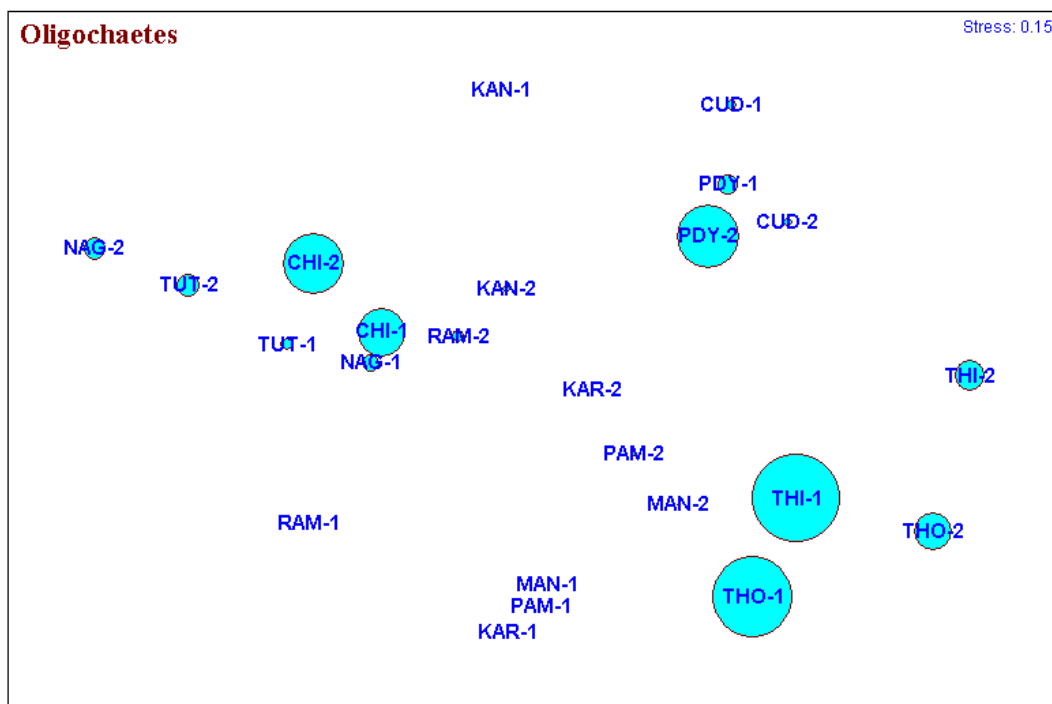 Oligochaetes
Stress: 0.15
KAN-1
CUD-1
PDY-1
CUD-2
PDY-2
NAG-2
CHI-2
TUT-2
KAN-2
CHI-1
RAM-2
TUT-1
NAG-1
THI-2
KAR-2
PAM-2
THI-1
MAN-2
RAM-1
THO-2
MAN-1
THO-1
PAM-1
KAR-1